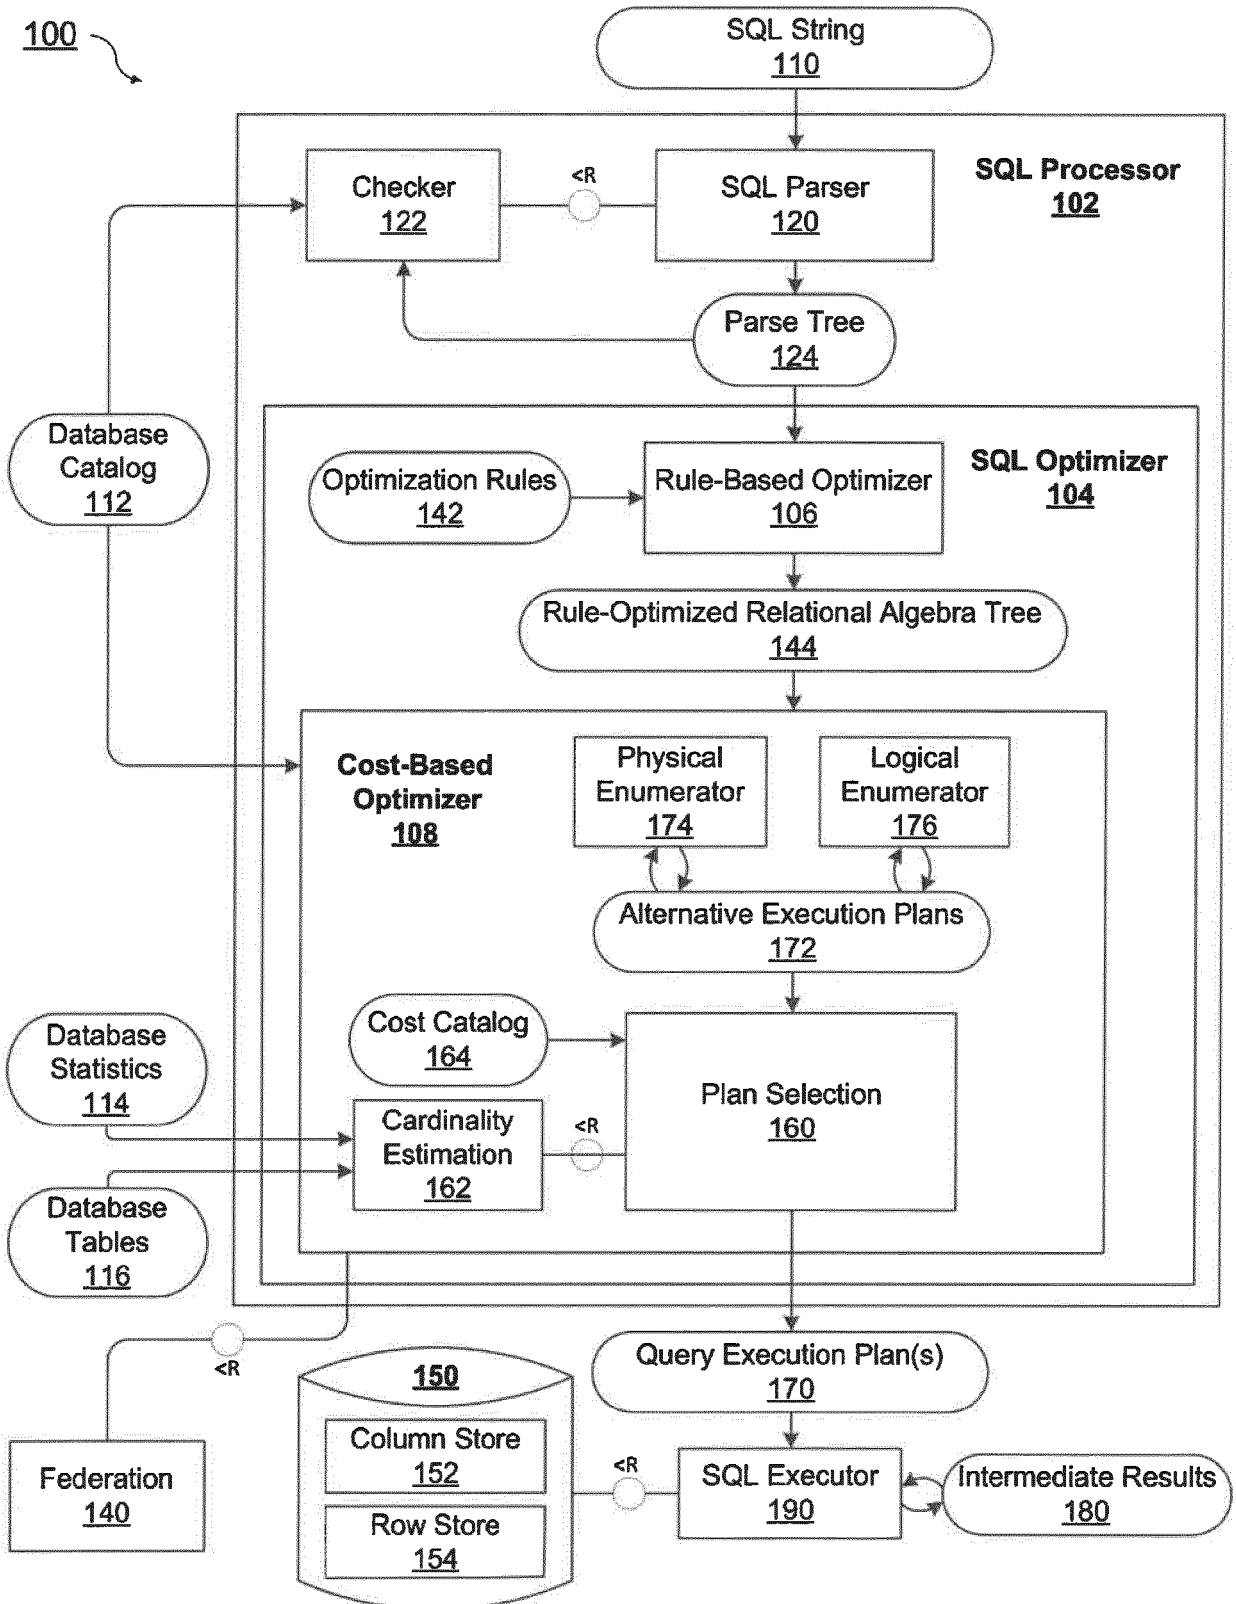 100
SQL String
110
SQL Processor
102
Checker
122
<R
SQL Parser
120
Parse Tree
124
Database
Catalog
112
SQL Optimizer
104
Optimization Rules
142
Rule-Based Optimizer
106
Rule-Optimized Relational Algebra Tree
144
Cost-Based
Optimizer
108
Physical
Enumerator
174
Logical
Enumerator
176
Alternative Execution Plans
172
Cost Catalog
164
Database
Statistics
114
Plan Selection
160
Cardinality
Estimation
162
<R
Database
Tables
116
<R
Query Execution Plan(s)
170
150
Column Store
152
Row Store
154
<R
SQL Executor
190
Intermediate Results
180
Federation
140